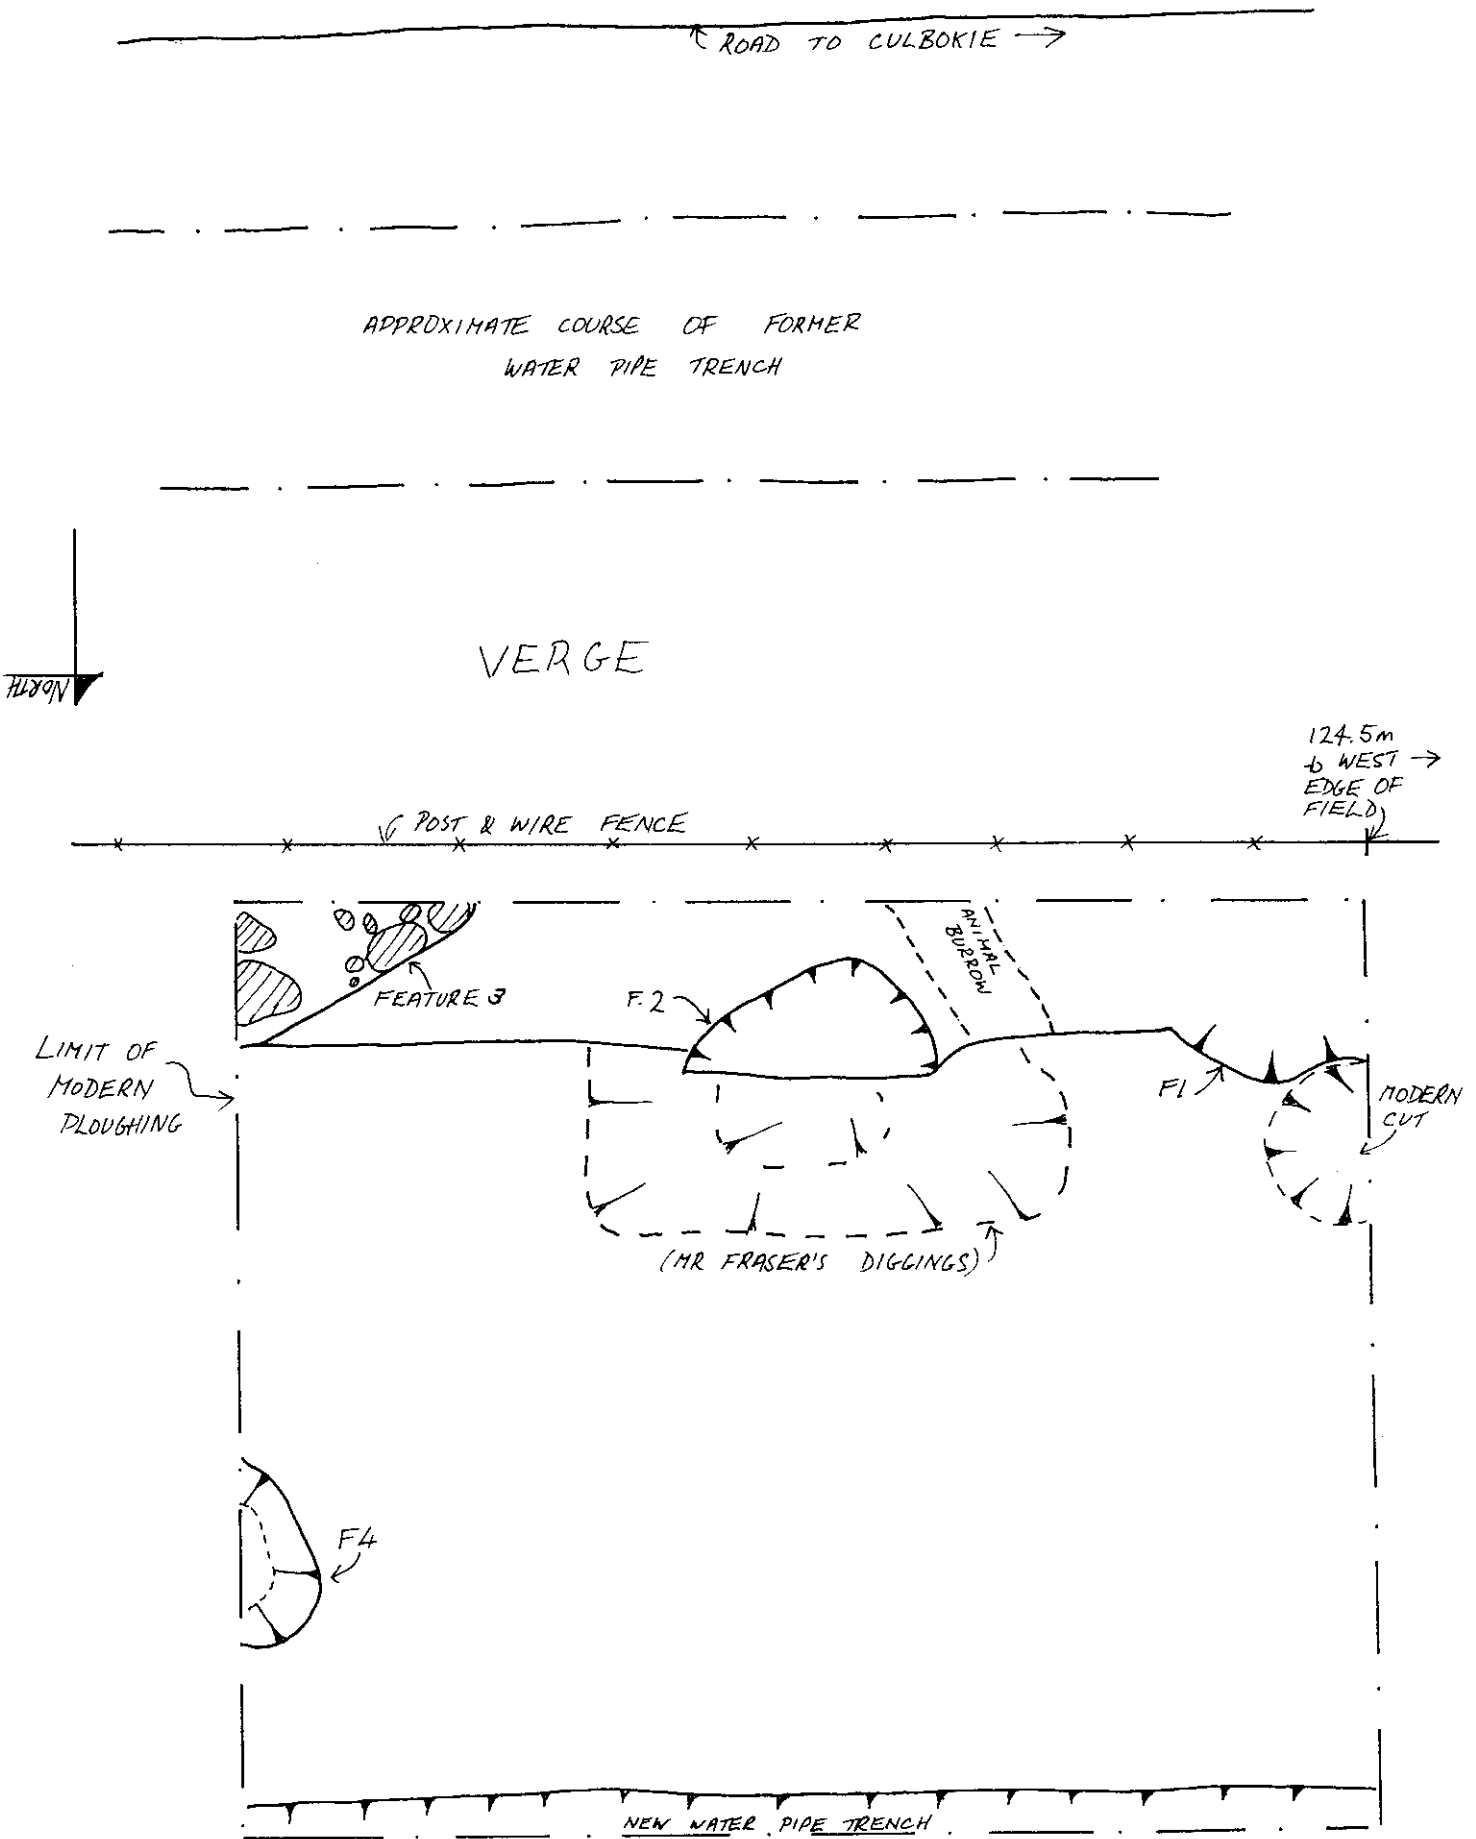 ROAD TO CULBOKIE →
APPROXIMATE COURSE OF FORMER
WATER PIPE TRENCH
VERGE
NORTH
124.5m
to WEST →
EDGE OF
FIELD
POST & WIRE FENCE
ANIMAL
BURROW
FEATURE 3
F.2
LIMIT OF
MODERN
PLOUGHING
F1
MODERN
CUT
(MR FRASER'S DIGGINGS)
F4
NEW WATER PIPE TRENCH